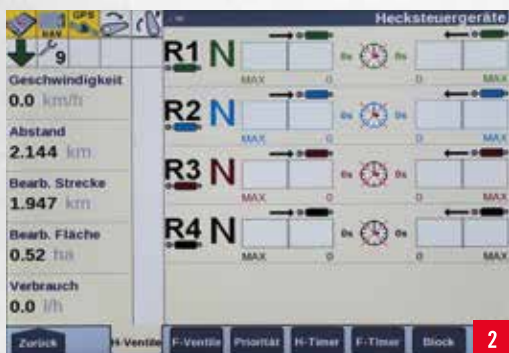 NAV GPS
9
Hecksteuergeräte
Geschwindigkeit
0.0 km/h
Abstand
2.144 km
Bearb. Strecke
1.947 km
Bearb. Fläche
0.52 ha
Verbrauch
0.0 l/h
R1 N 0s 0s
MAX 0 0 MAX
R2 N 0s 0s
MAX 0 0 MAX
R3 N 0s 0s
MAX 0 0 MAX
R4 N 0s 0s
MAX 0 0 MAX
Zurück H-Ventile F-Ventile Priorität H-Timer F-Timer Block
2